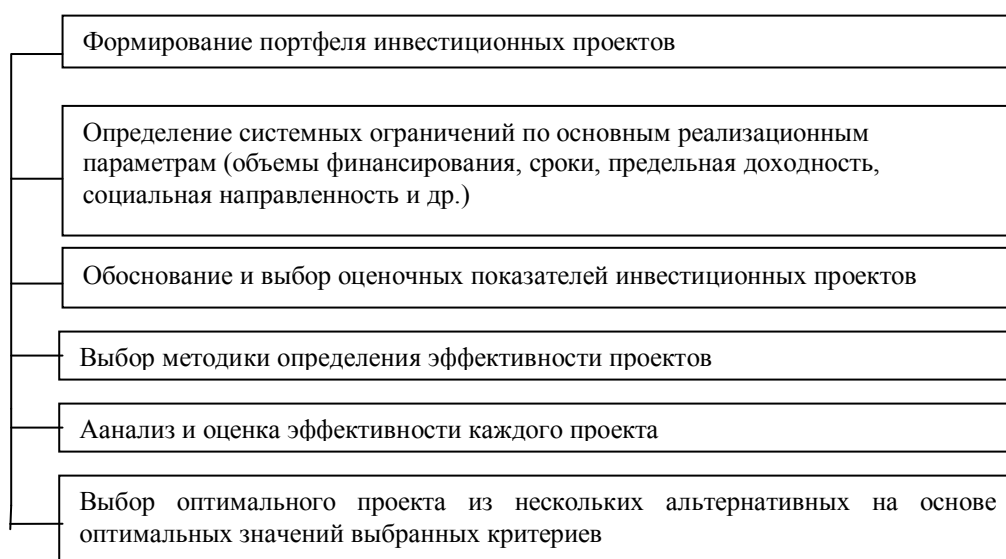 Формирование портфеля инвестиционных проектов
Определение системных ограничений по основным реализационным
параметрам (объемы финансирования, сроки, предельная доходность,
социальная направленность и др.)
Обоснование и выбор оценочных показателей инвестиционных проектов
Выбор методики определения эффективности проектов
Аанализ и оценка эффективности каждого проекта
Выбор оптимального проекта из нескольких альтернативных на основе
оптимальных значений выбранных критериев